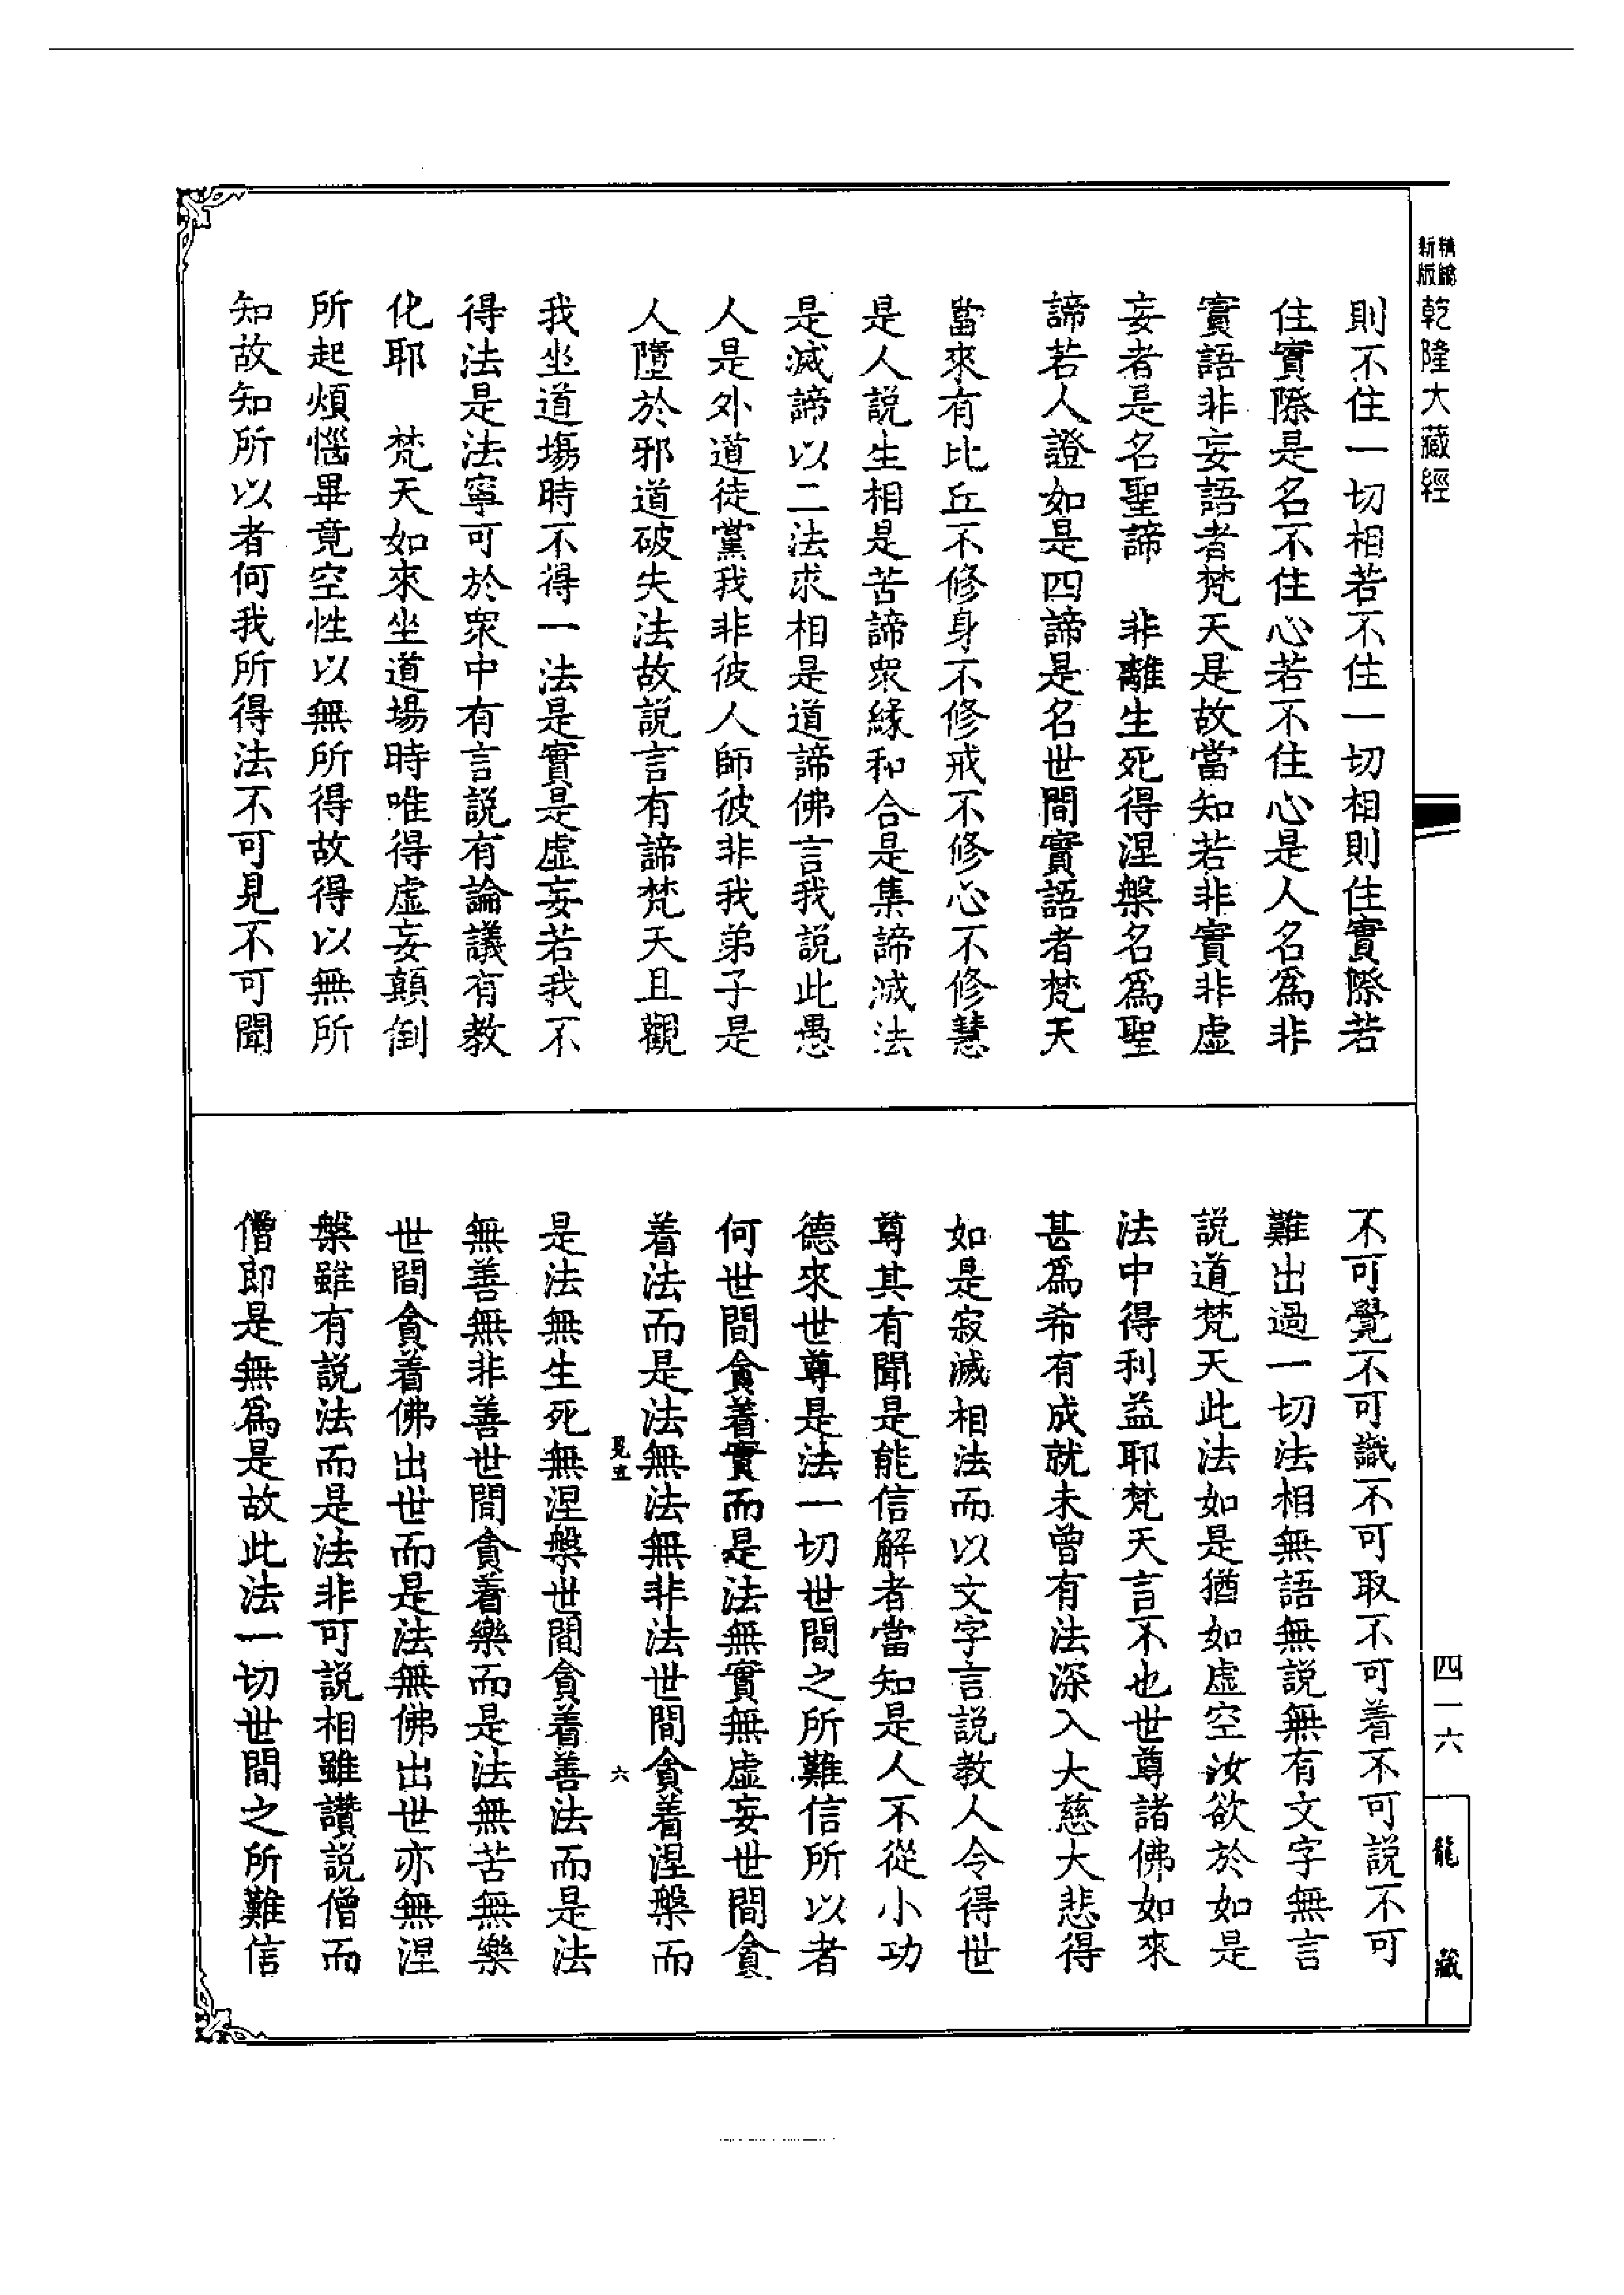 精編
新版
乾隆大藏經
則不住一切相若不住一切相則住實際若
住實際是名不住心若不住心是人名爲非
實語非妄語者梵天是故當知若非實非虛
妄者是名聖諦　非離生死得涅槃名爲聖
諦若人證如是四諦是名世間實語者梵天
當來有比丘不修身不修戒不修心不修慧
是人説生相是苦諦衆緣和合是集諦滅法
是滅諦以二法求相是道諦佛言我説此愚
人是外道徒黨我非彼人師彼非我弟子是
人墮於邪道破失法故説言有諦梵天且觀
我坐道場時不得一法是實是虛妄若我不
得法是法寧可於衆中有言説有論議有教
化耶　梵天如來坐道場時唯得虛妄顛倒
所起煩惱畢竟空性以無所得故得以無所
知故知所以者何我所得法不可見不可聞
不可覺不可識不可取不可着不可説不可
難出過一切法相無語無説無有文字無言
説道梵天此法如是猶如虛空汝欲於如是
法中得利益耶梵天言不也世尊諸佛如來
甚爲希有成就未曾有法深入大慈大悲得
如是寂滅相法而以文字言説教人令得世
尊其有聞是能信解者當知是人不從小功
德來世尊是法一切世間之所難信所以者
何世間貪着實而是法無實無虛妄世間貪
着法而是法無法無非法世間貪着涅槃而
六
是法無生死無涅槃世間貪着善法而是法
無善無非善世間貪着樂而是法無苦無樂
世間貪着佛出世而是法無佛出世亦無涅
槃雖有説法而是法非可説相雖讚説僧而
僧即是無爲是故此法一切世間之所難信
四一六
龍藏